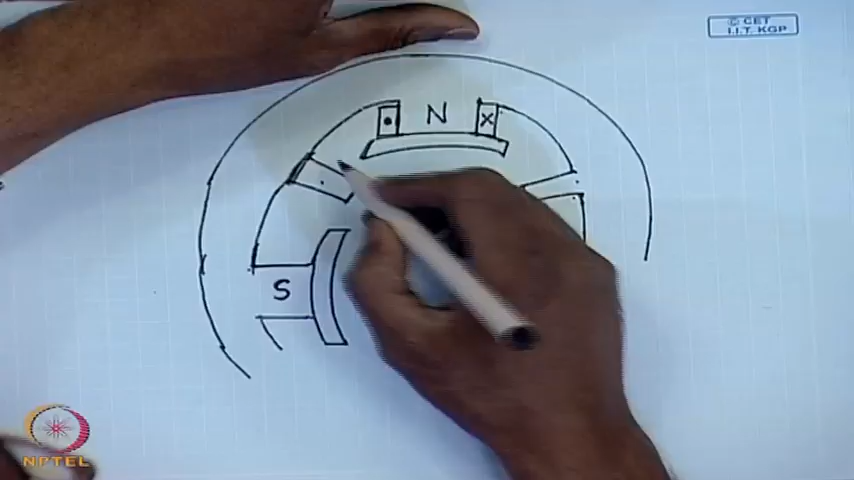 © CET
I.I.T. KGP
N
x
S
NPTEL